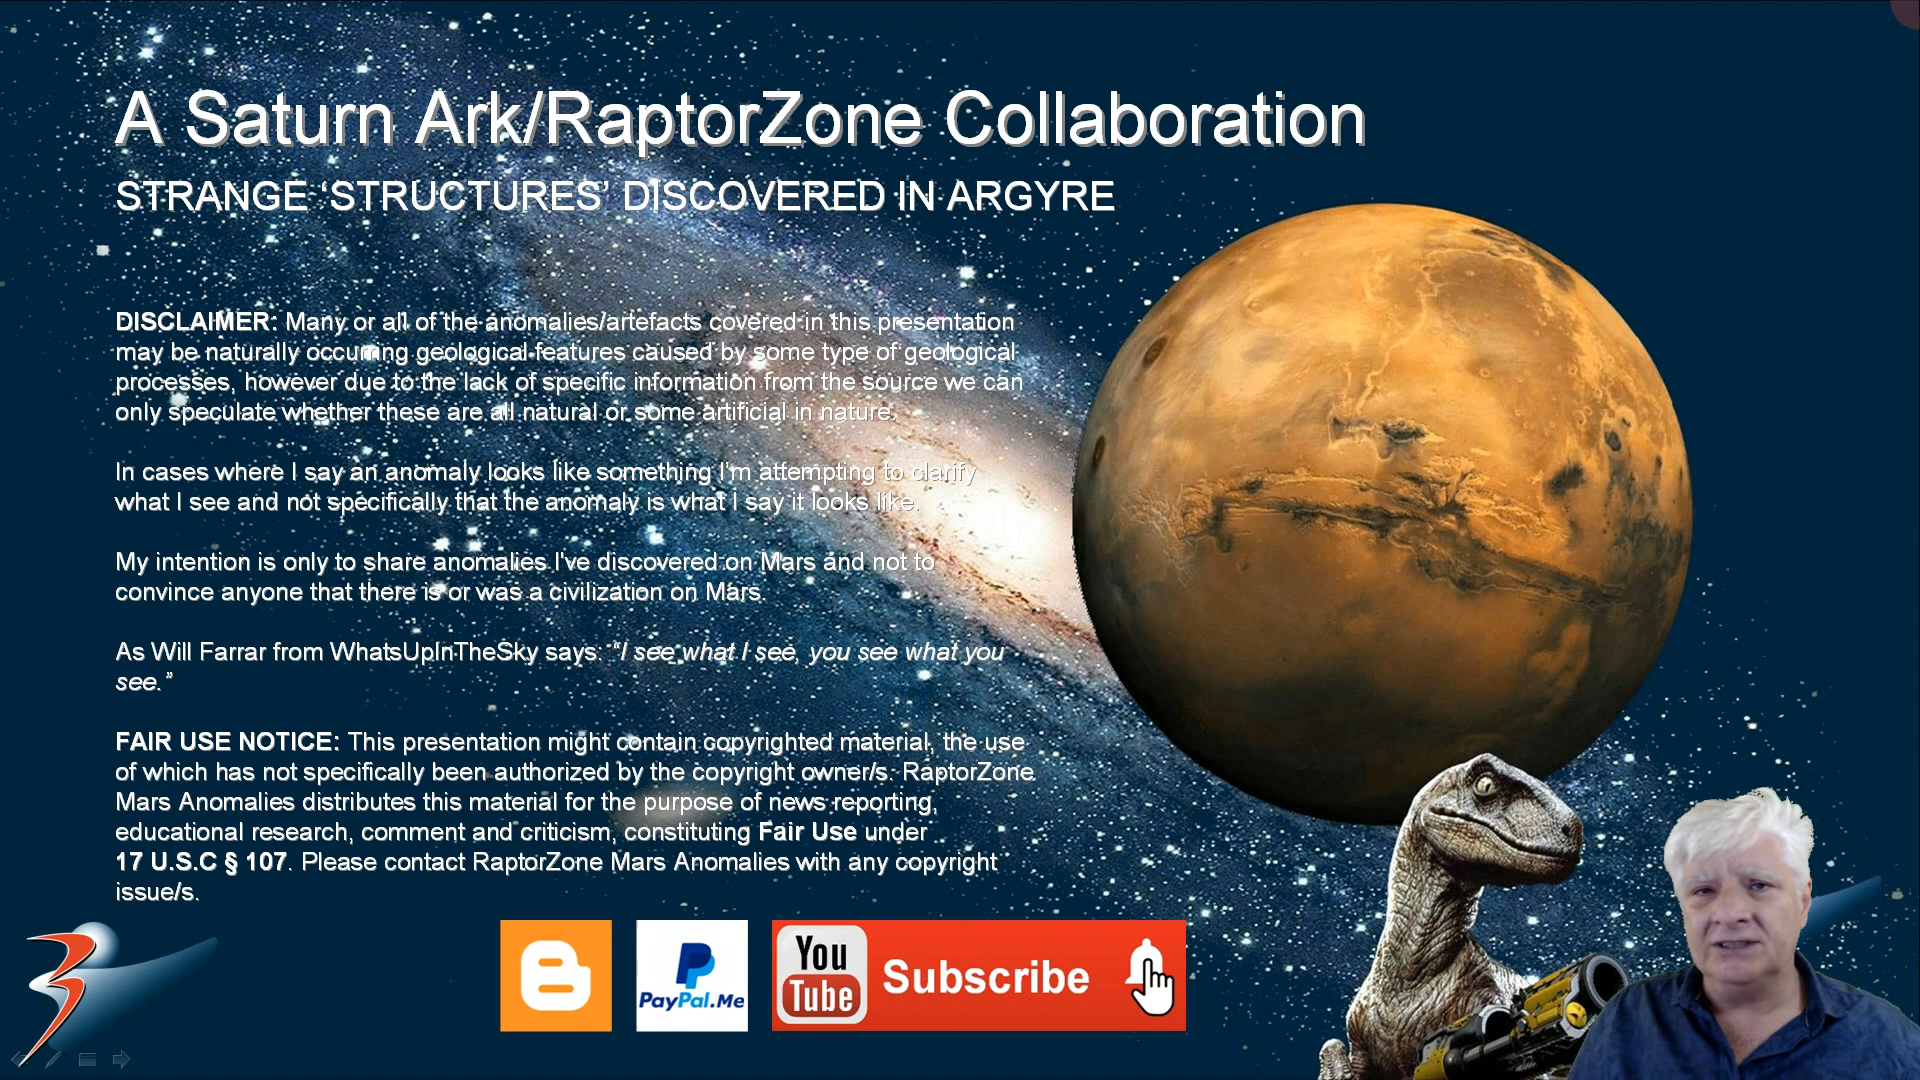 A Saturn Ark/RaptorZone Collaboration
STRANGE ‘STRUCTURES’ DISCOVERED IN ARGYRE
DISCLAIMER: Many or all of the anomalies/artefacts covered in this presentation
may be naturally occurring geological features caused by some type of geological
processes, however due to the lack of specific information from the source we can
only speculate whether these are all natural or some artificial in nature.
In cases where I say an anomaly looks like something I'm attempting to clarify
what I see and not specifically that the anomaly is what I say it looks like.
My intention is only to share anomalies I've discovered on Mars and not to
convince anyone that there is or was a civilization on Mars.
As Will Farrar from WhatsUpInTheSky says: “I see what I see, you see what you
see.”
FAIR USE NOTICE: This presentation might contain copyrighted material, the use
of which has not specifically been authorized by the copyright owner/s. RaptorZone
Mars Anomalies distributes this material for the purpose of news reporting,
educational research, comment and criticism, constituting Fair Use under
17 U.S.C § 107. Please contact RaptorZone Mars Anomalies with any copyright
issue/s.
PayPal.Me
You
Tube
Subscribe